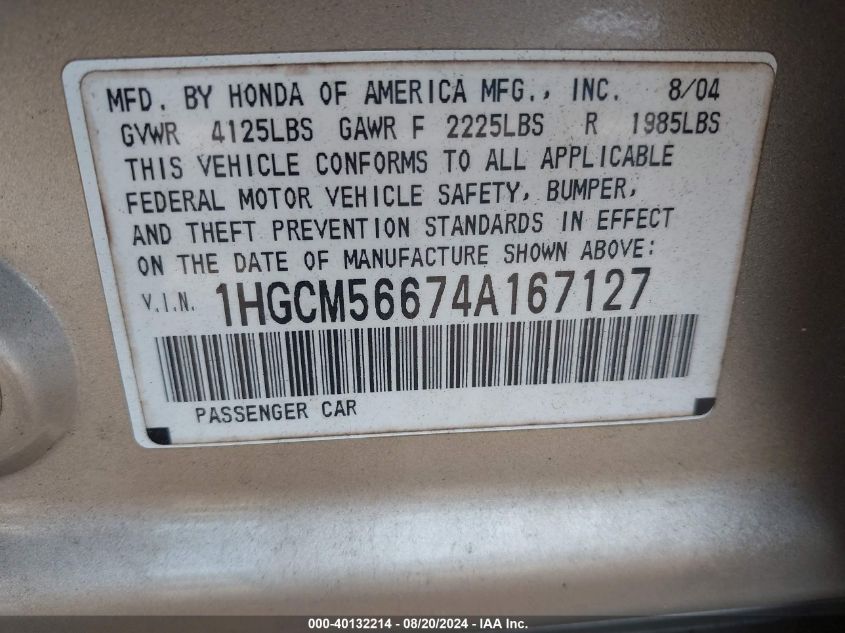 MFD. BY HONDA OF AMERICA MFG., INC. 8/04
GVWR 4125LBS GAWR F 2225LBS R 1985LBS
THIS VEHICLE CONFORMS TO ALL APPLICABLE
FEDERAL MOTOR VEHICLE SAFETY, BUMPER,
AND THEFT PREVENTION STANDARDS IN EFFECT
ON THE DATE OF MANUFACTURE SHOWN ABOVE:
V.I.N. 1HGCM56674A167127
PASSENGER CAR
000-40132214 - 08/20/2024 - IAA Inc.